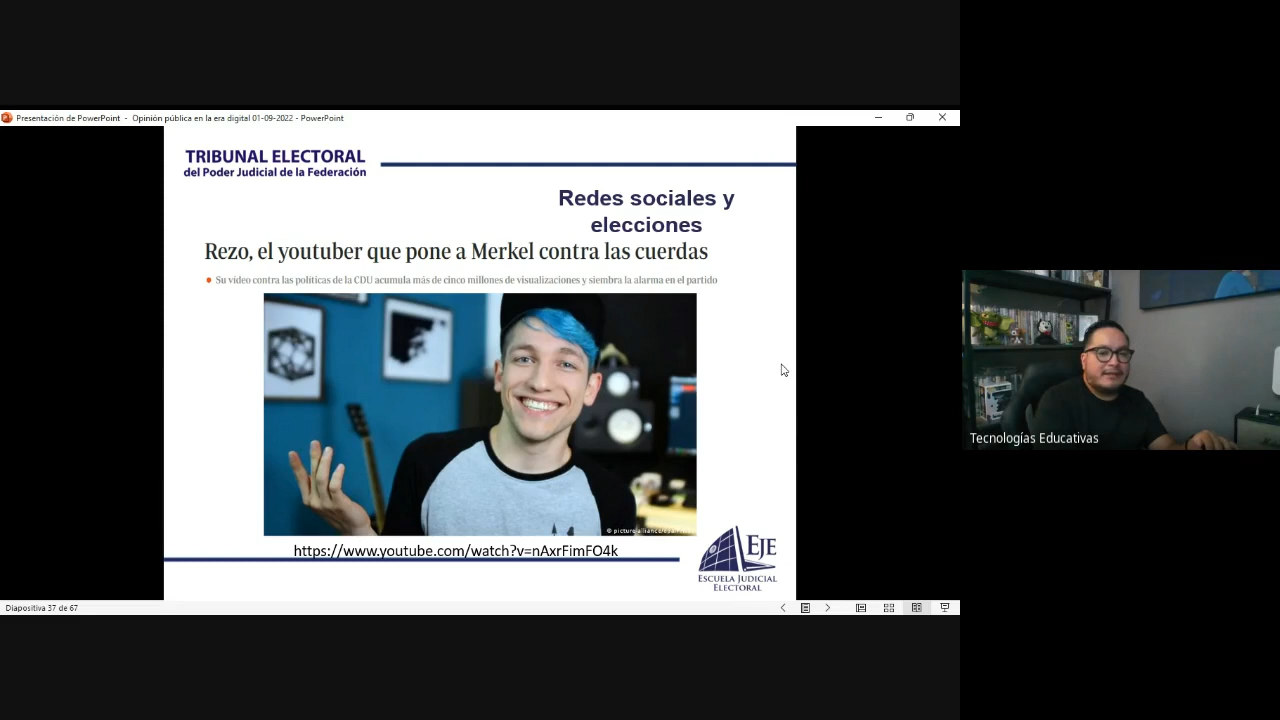 Presentación de PowerPoint - Opinión pública en la era digital 01-09-2022 - PowerPoint
TRIBUNAL ELECTORAL
del Poder Judicial de la Federación
Redes sociales y
elecciones
Rezo, el youtuber que pone a Merkel contra las cuerdas
Su vídeo contra las políticas de la CDU acumula más de cinco millones de visualizaciones y siembra la alarma en el partido
© picture-alliance/
https://www.youtube.com/watch?v=nAxrFimFO4k
EJE
ESCUELA JUDICIAL
ELECTORAL
Diapositiva 37 de 67
Tecnologías Educativas